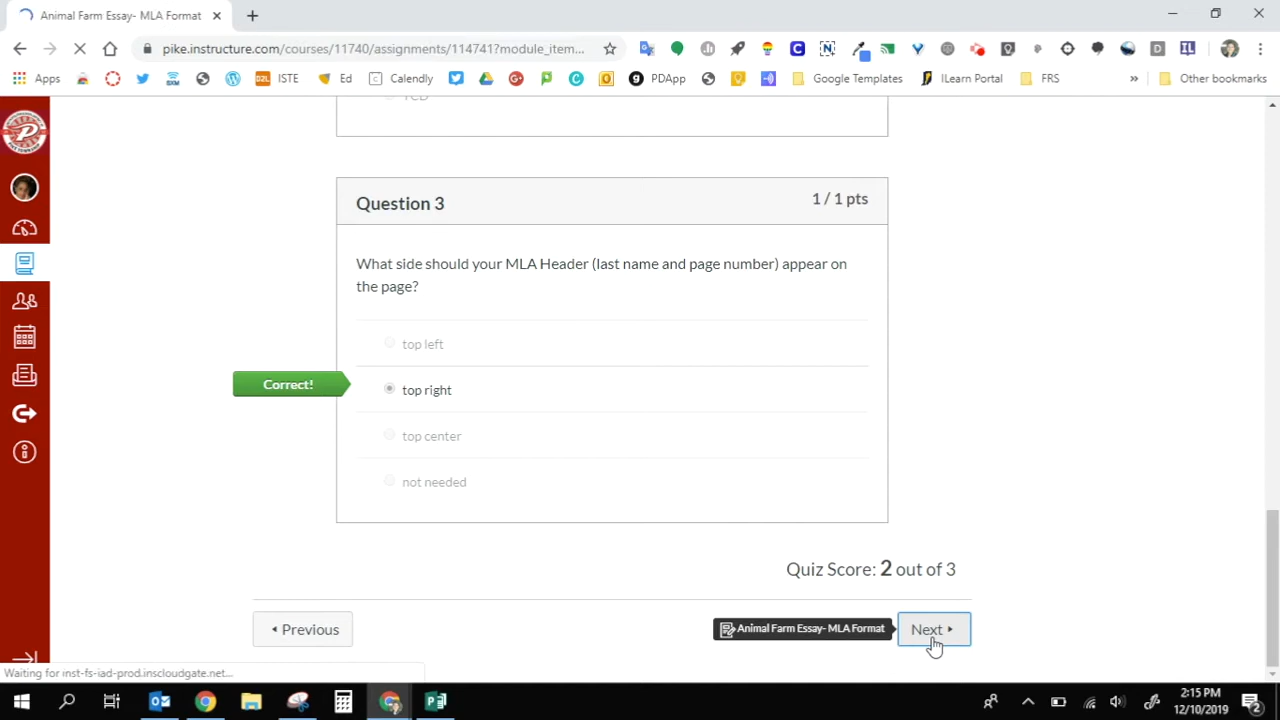 Animal Farm Essay- MLA Format
pike.instructure.com/courses/11740/assignments/114741?module_item...
Apps
ISTE
Ed
Calendly
PDApp
Google Templates
ILearn Portal
FRS
Other bookmarks
Question 3
1 / 1 pts
What side should your MLA Header (last name and page number) appear on
the page?
top left
Correct!
top right
top center
not needed
Quiz Score: 2 out of 3
Previous
Animal Farm Essay- MLA Format
Next
Waiting for inst-fs-iad-prod.inscloudgate.net...
2:15 PM
12/10/2019